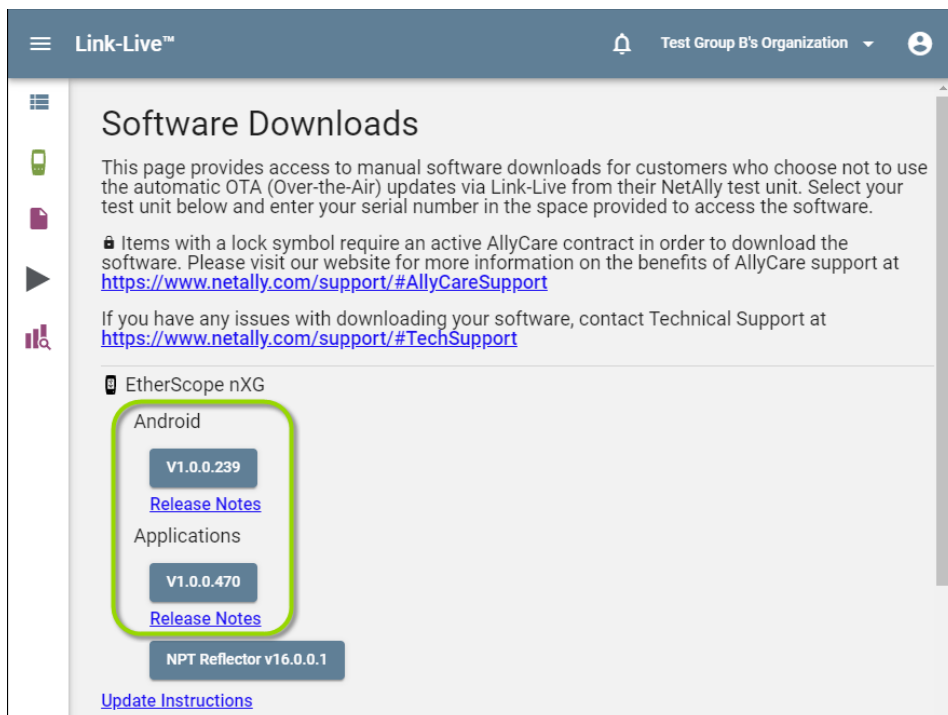 Link-Live™ Test Group B's Organization
Software Downloads
This page provides access to manual software downloads for customers who choose not to use
the automatic OTA (Over-the-Air) updates via Link-Live from their NetAlly test unit. Select your
test unit below and enter your serial number in the space provided to access the software.
Items with a lock symbol require an active AllyCare contract in order to download the
software. Please visit our website for more information on the benefits of AllyCare support at
https://www.netally.com/support/#AllyCareSupport
If you have any issues with downloading your software, contact Technical Support at
https://www.netally.com/support/#TechSupport
EtherScope nXG
Android
V1.0.0.239
Release Notes
Applications
V1.0.0.470
Release Notes
NPT Reflector v16.0.0.1
Update Instructions